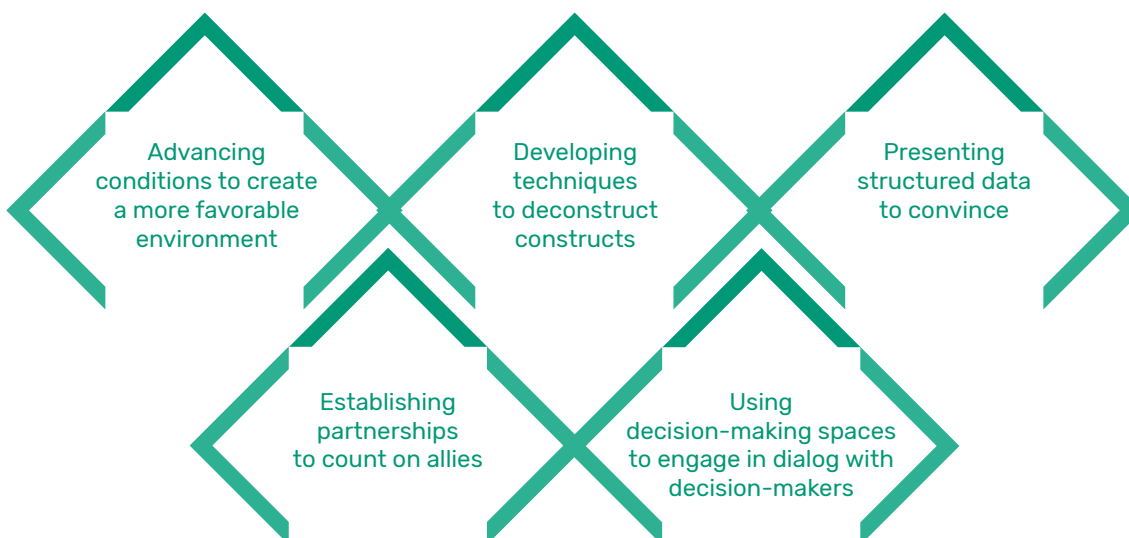 Advancing
conditions to create
a more favorable
environment
Developing
techniques
to deconstruct
constructs
Presenting
structured data
to convince
Establishing
partnerships
to count on allies
Using
decision-making spaces
to engage in dialog with
decision-makers